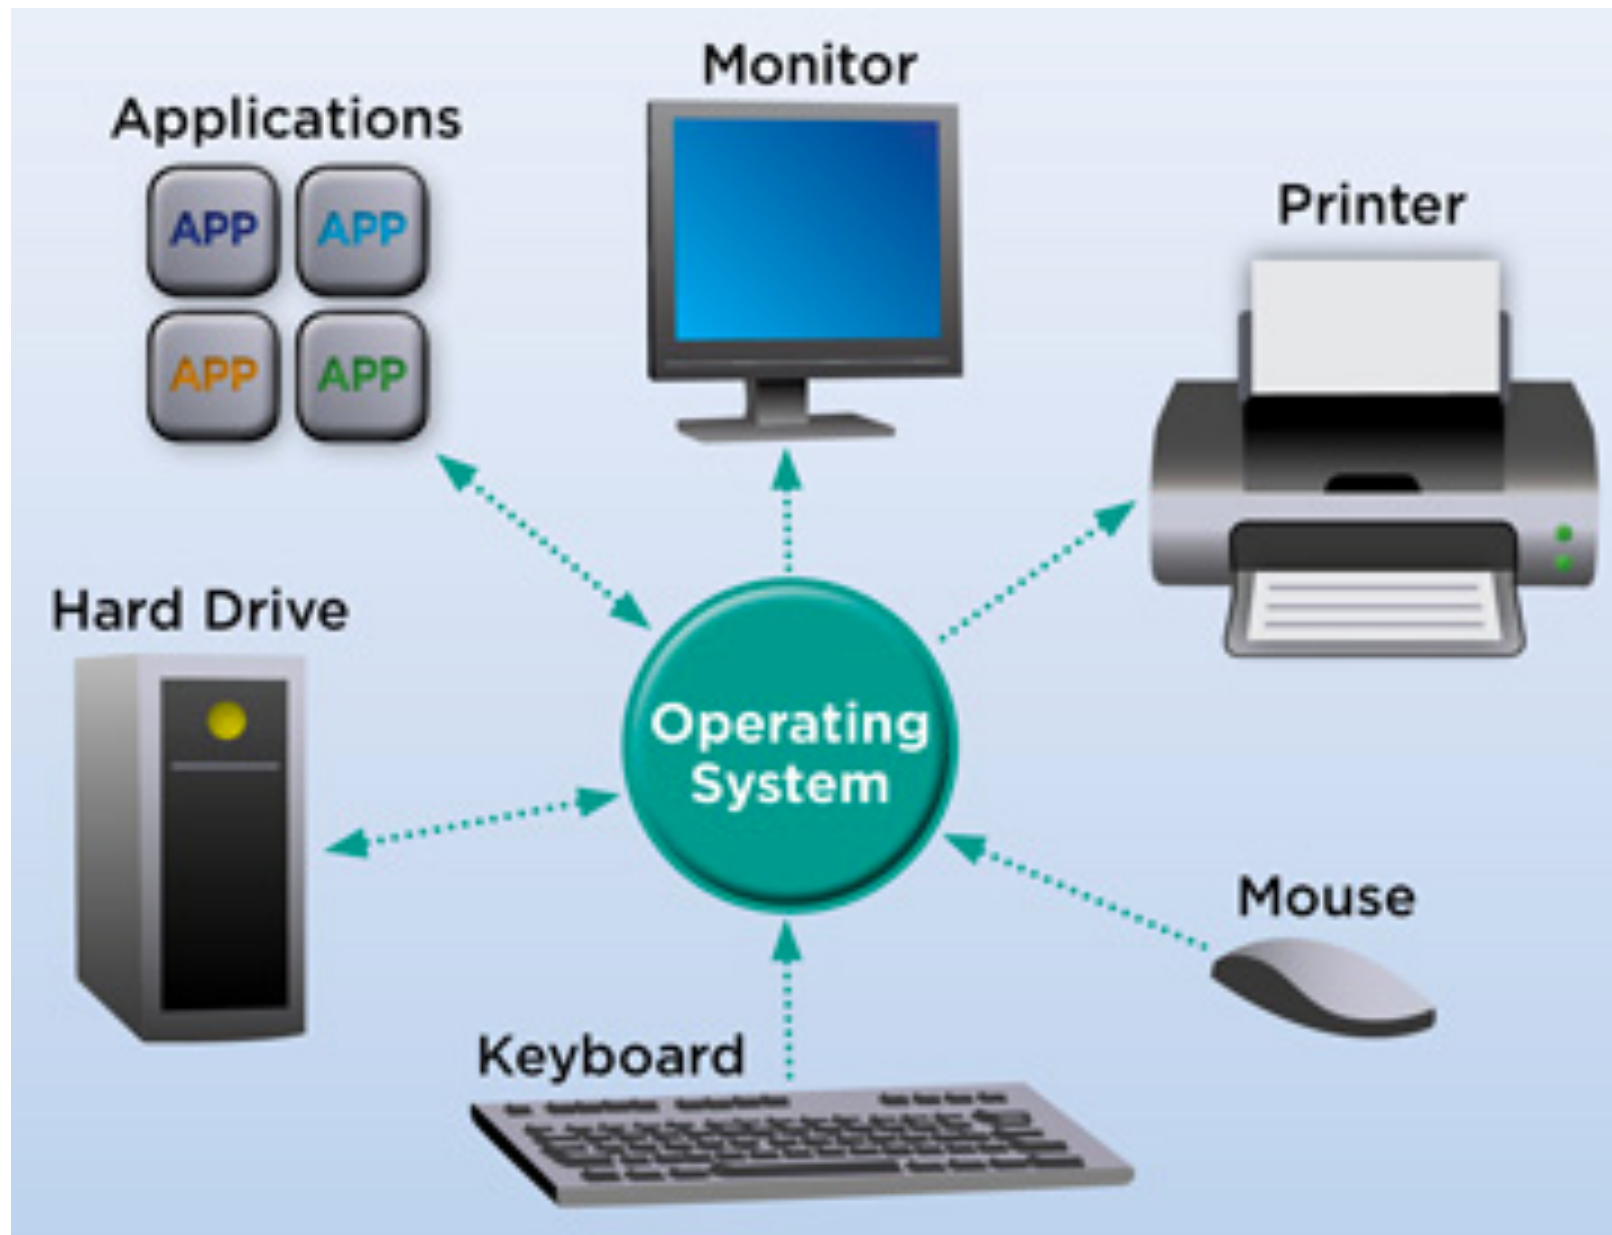 Monitor
Applications
APP APP
APP APP
Printer
Hard Drive
Operating
System
Mouse
Keyboard